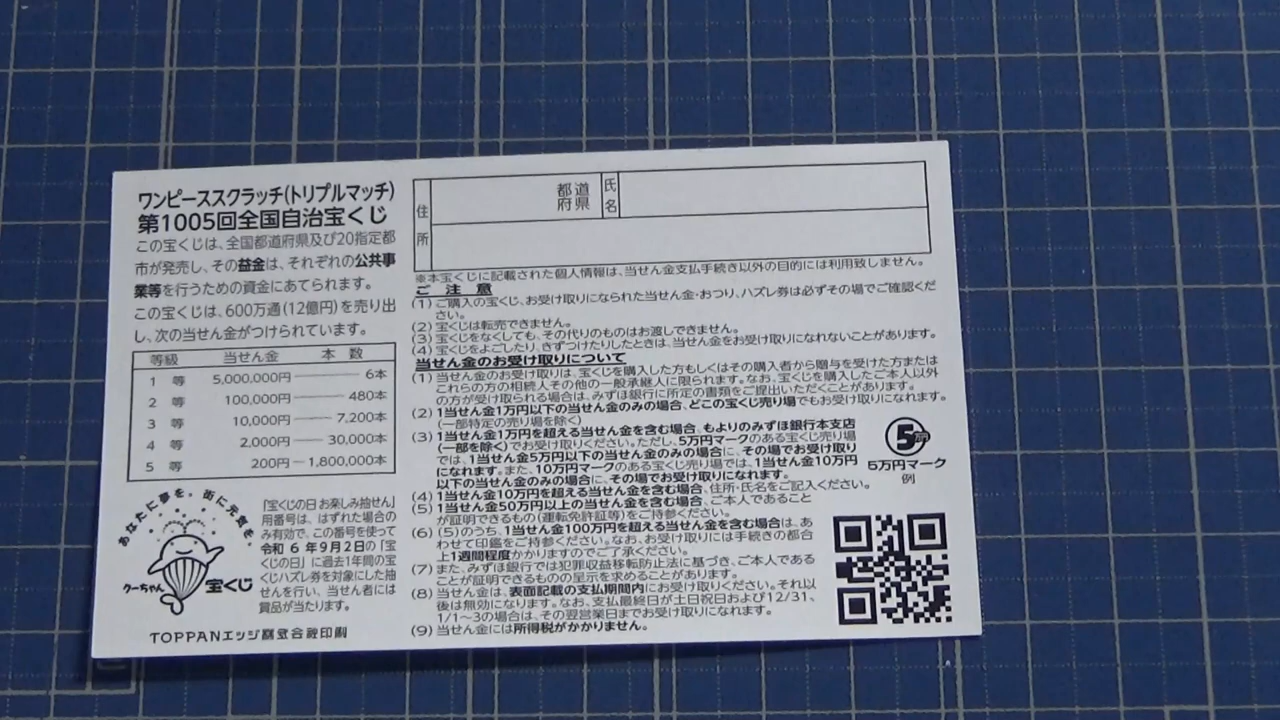 ワンピーススクラッチ(トリプルマッチ)
第1005回全国自治宝くじ
この宝くじは、全国都道府県及び20指定都
市が発売し、その益金は、それぞれの公共事
業等を行うための資金にあてられます。
この宝くじは、600万通(12億円)を売り出
し、次の当せん金がつけられています。
等級 当せん金 本数
1等 5,000,000円 6本
2等 100,000円 480本
3等 10,000円 7,200本
4等 2,000円 30,000本
5等 200円 1,800,000本
あなたに夢を。街に元気を。
クーちゃん 宝くじ
「宝くじの日 お楽しみ抽せん」
用番号は、はずれた場合の
み有効で、この番号を使って
令和6年9月2日の「宝
くじの日」に過去1年間の宝
くじハズレ券を対象にした抽
せんを行い、当せん者には
賞品が当たります。
TOPPANエッジ株式会社印刷
住所
都道府県
氏名
※本宝くじに記載された個人情報は、当せん金支払手続き以外の目的には利用致しません。
ご注意
(1) ご購入の宝くじ、お受け取りになられた当せん金・おつり、ハズレ券は必ずその場でご確認くだ
さい。
(2) 宝くじは転売できません。
(3) 宝くじをなくしても、その代りのものはお渡しできません。
(4) 宝くじをよごしたり、きずつけたりしたときは、当せん金をお受け取りになれないことがあります。
当せん金のお受け取りについて
(1) 当せん金のお受け取りは、宝くじを購入した方もしくはその購入者から贈与を受けた方または
これらの方の相続人その他の一般承継人に限られます。なお、宝くじを購入したご本人以外
の方が受け取られる場合は、みずほ銀行に所定の書類をご提出いただくことがあります。
(2) 1当せん金1万円以下の当せん金のみの場合、どこの宝くじ売り場でもお受け取りになれます。
(一部特定の売り場を除く)
(3) 1当せん金1万円を超える当せん金を含む場合、もよりのみずほ銀行本支店
(一部を除く)でお受け取りください。ただし、5万円マークのある宝くじ売り場
では、1当せん金5万円以下の当せん金のみの場合に、その場でお受け取り
になれます。また、10万円マークのある宝くじ売り場では、1当せん金10万円
以下の当せん金のみの場合に、その場でお受け取りになれます。
(4) 1当せん金10万円を超える当せん金を含む場合、住所・氏名をご記入ください。
(5) 1当せん金50万円以上の当せん金を含む場合、ご本人であること
が証明できるもの(運転免許証等)をご持参ください。
(6) (5)のうち、1当せん金100万円を超える当せん金を含む場合は、あ
わせて印鑑をご持参ください。なお、お受け取りには手続きの都合
上1週間程度かかりますのでご了承ください。
(7) また、みずほ銀行では犯罪収益移転防止法に基づき、ご本人である
ことが証明できるものの呈示を求めることがあります。
(8) 当せん金は、表面記載の支払期間内にお受け取りください。それ以
後は無効になります。なお、支払最終日が土日祝日および12/31、
1/1~3の場合は、その翌営業日までお受け取りになれます。
(9) 当せん金には所得税がかかりません。
5万円
5万円マーク
例